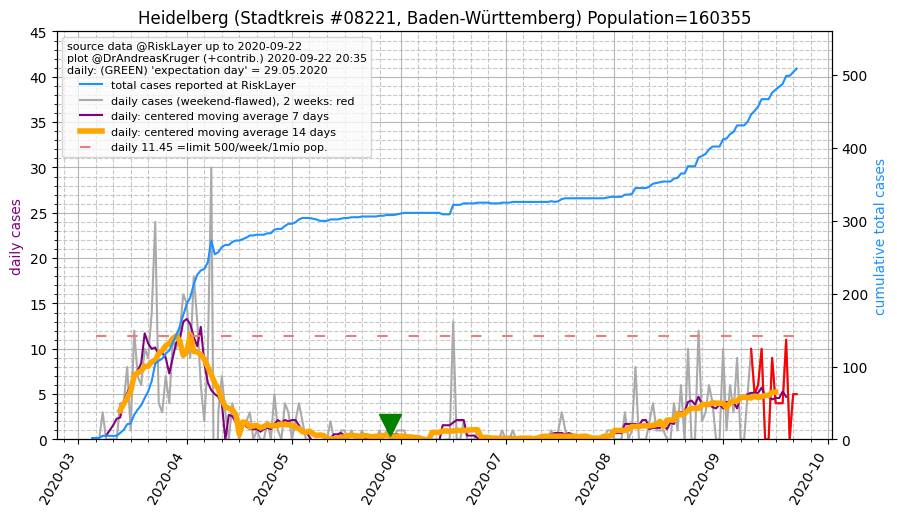 Heidelberg (Stadtkreis #08221, Baden-Württemberg) Population=160355
source data @RiskLayer up to 2020-09-22
plot @DrAndreasKruger (+contrib.) 2020-09-22 20:35
daily: (GREEN) 'expectation day' = 29.05.2020
total cases reported at RiskLayer
daily cases (weekend-flawed), 2 weeks: red
daily: centered moving average 7 days
daily: centered moving average 14 days
daily 11.45 =limit 500/week/1mio pop.
daily cases
45
40
35
30
25
20
15
10
5
0
cumulative total cases
500
400
300
200
100
0
2020-03
2020-04
2020-05
2020-06
2020-07
2020-08
2020-09
2020-10